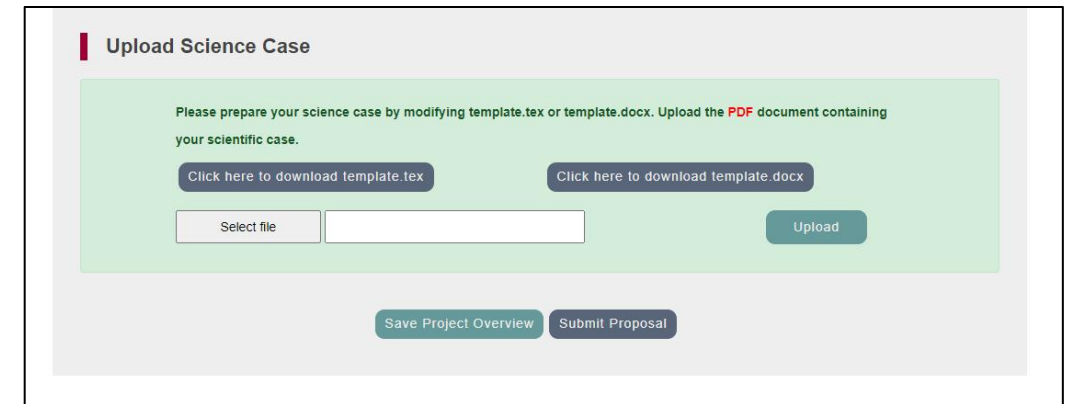 Upload Science Case
Please prepare your science case by modifying template.tex or template.docx. Upload the PDF document containing
your scientific case.
Click here to download template.tex
Click here to download template.docx
Select file
Upload
Save Project Overview
Submit Proposal